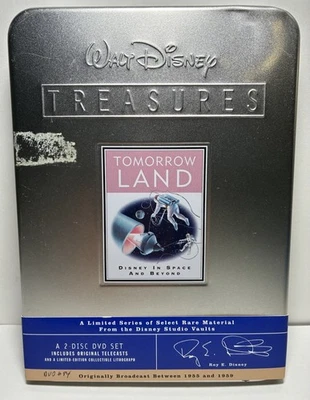 WALT DISNEY
TREASURES
TOMORROW
LAND
DISNEY IN SPACE
AND BEYOND
A Limited Series of Select Rare Material
From the Disney Studio Vaults
A 2 DISC DVD SET
INCLUDES ORIGINAL TELECASTS
AND A LIMITED EDITION COLLECTIBLE LITHOGRAPH
Roy E. Disney
Originally Broadcast Between 1955 and 1959